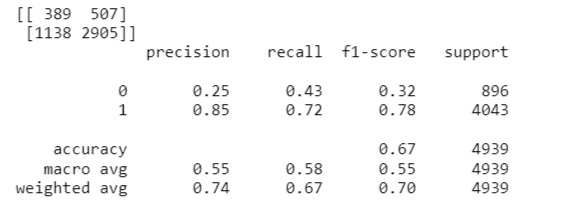 [[ 389 507]
[1138 2905]]
precision recall f1-score support
0 0.25 0.43 0.32 896
1 0.85 0.72 0.78 4043
accuracy 0.67 4939
macro avg 0.55 0.58 0.55 4939
weighted avg 0.74 0.67 0.70 4939